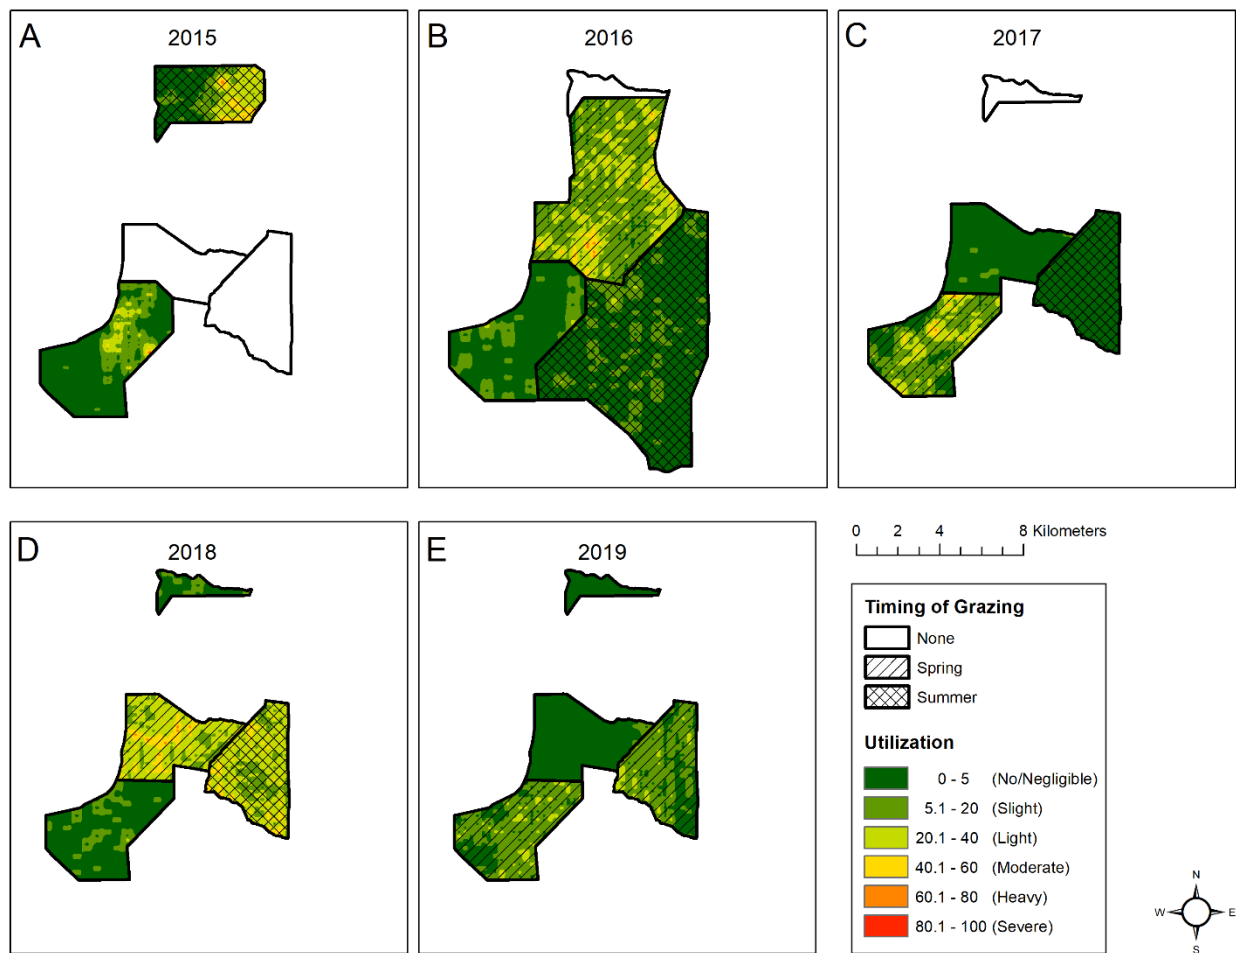 A
2015
B
2016
C
2017
D
2018
E
2019
0 2 4 8 Kilometers
Timing of Grazing
None
Spring
Summer
Utilization
0 - 5 (No/Negligible)
5.1 - 20 (Slight)
20.1 - 40 (Light)
40.1 - 60 (Moderate)
60.1 - 80 (Heavy)
80.1 - 100 (Severe)
N
W E
S